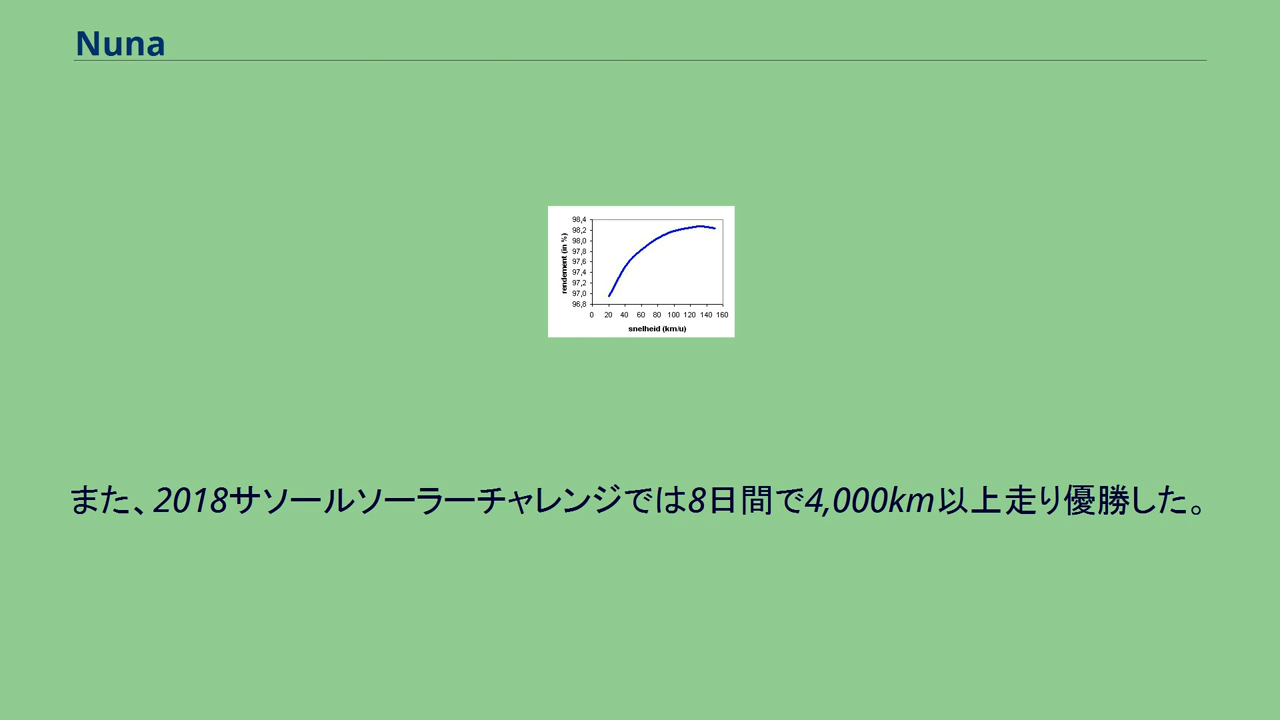 Nuna
98,4
98,2
98,0
97,8
97,6
97,4
97,2
97,0
96,8
rendement (in %)
0 20 40 60 80 100 120 140 160
snelheid (km/u)
また、2018サソールソーラーチャレンジでは8日間で4,000km以上走り優勝した。